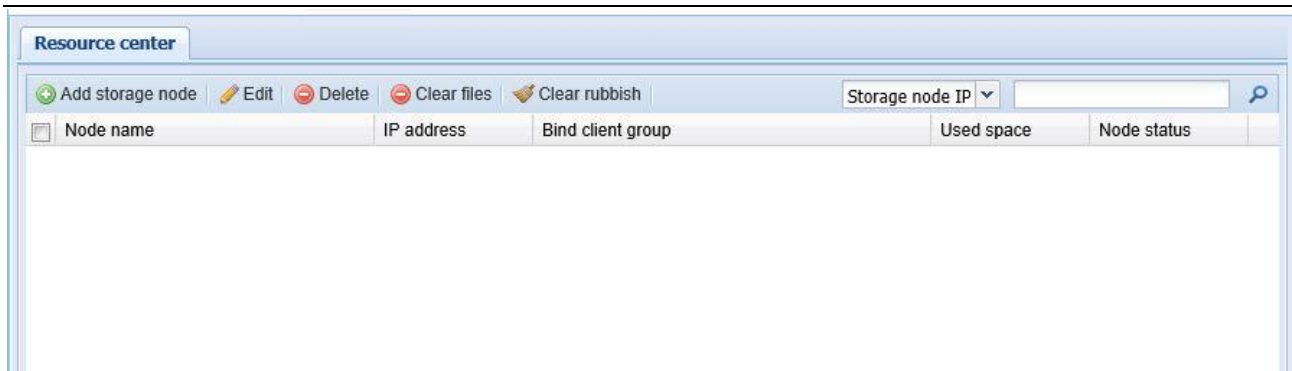 Resource center
Add storage node Edit Delete Clear files Clear rubbish Storage node IP
Node name IP address Bind client group Used space Node status